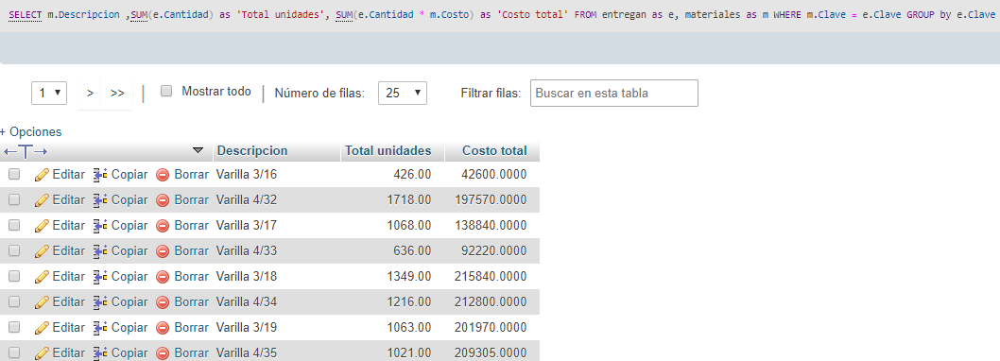 SELECT m.Descripcion ,SUM(e.Cantidad) as 'Total unidades', SUM(e.Cantidad * m.Costo) as 'Costo total' FROM entregan as e, materiales as m WHERE m.Clave = e.Clave GROUP by e.Clave
1 ▼ > >> | Mostrar todo | Número de filas: 25 ▼ Filtrar filas: Buscar en esta tabla
+ Opciones
←T→ ▼ Descripcion Total unidades Costo total
Editar Copiar Borrar Varilla 3/16 426.00 42600.0000
Editar Copiar Borrar Varilla 4/32 1718.00 197570.0000
Editar Copiar Borrar Varilla 3/17 1068.00 138840.0000
Editar Copiar Borrar Varilla 4/33 636.00 92220.0000
Editar Copiar Borrar Varilla 3/18 1349.00 215840.0000
Editar Copiar Borrar Varilla 4/34 1216.00 212800.0000
Editar Copiar Borrar Varilla 3/19 1063.00 201970.0000
Editar Copiar Borrar Varilla 4/35 1021.00 209305.0000